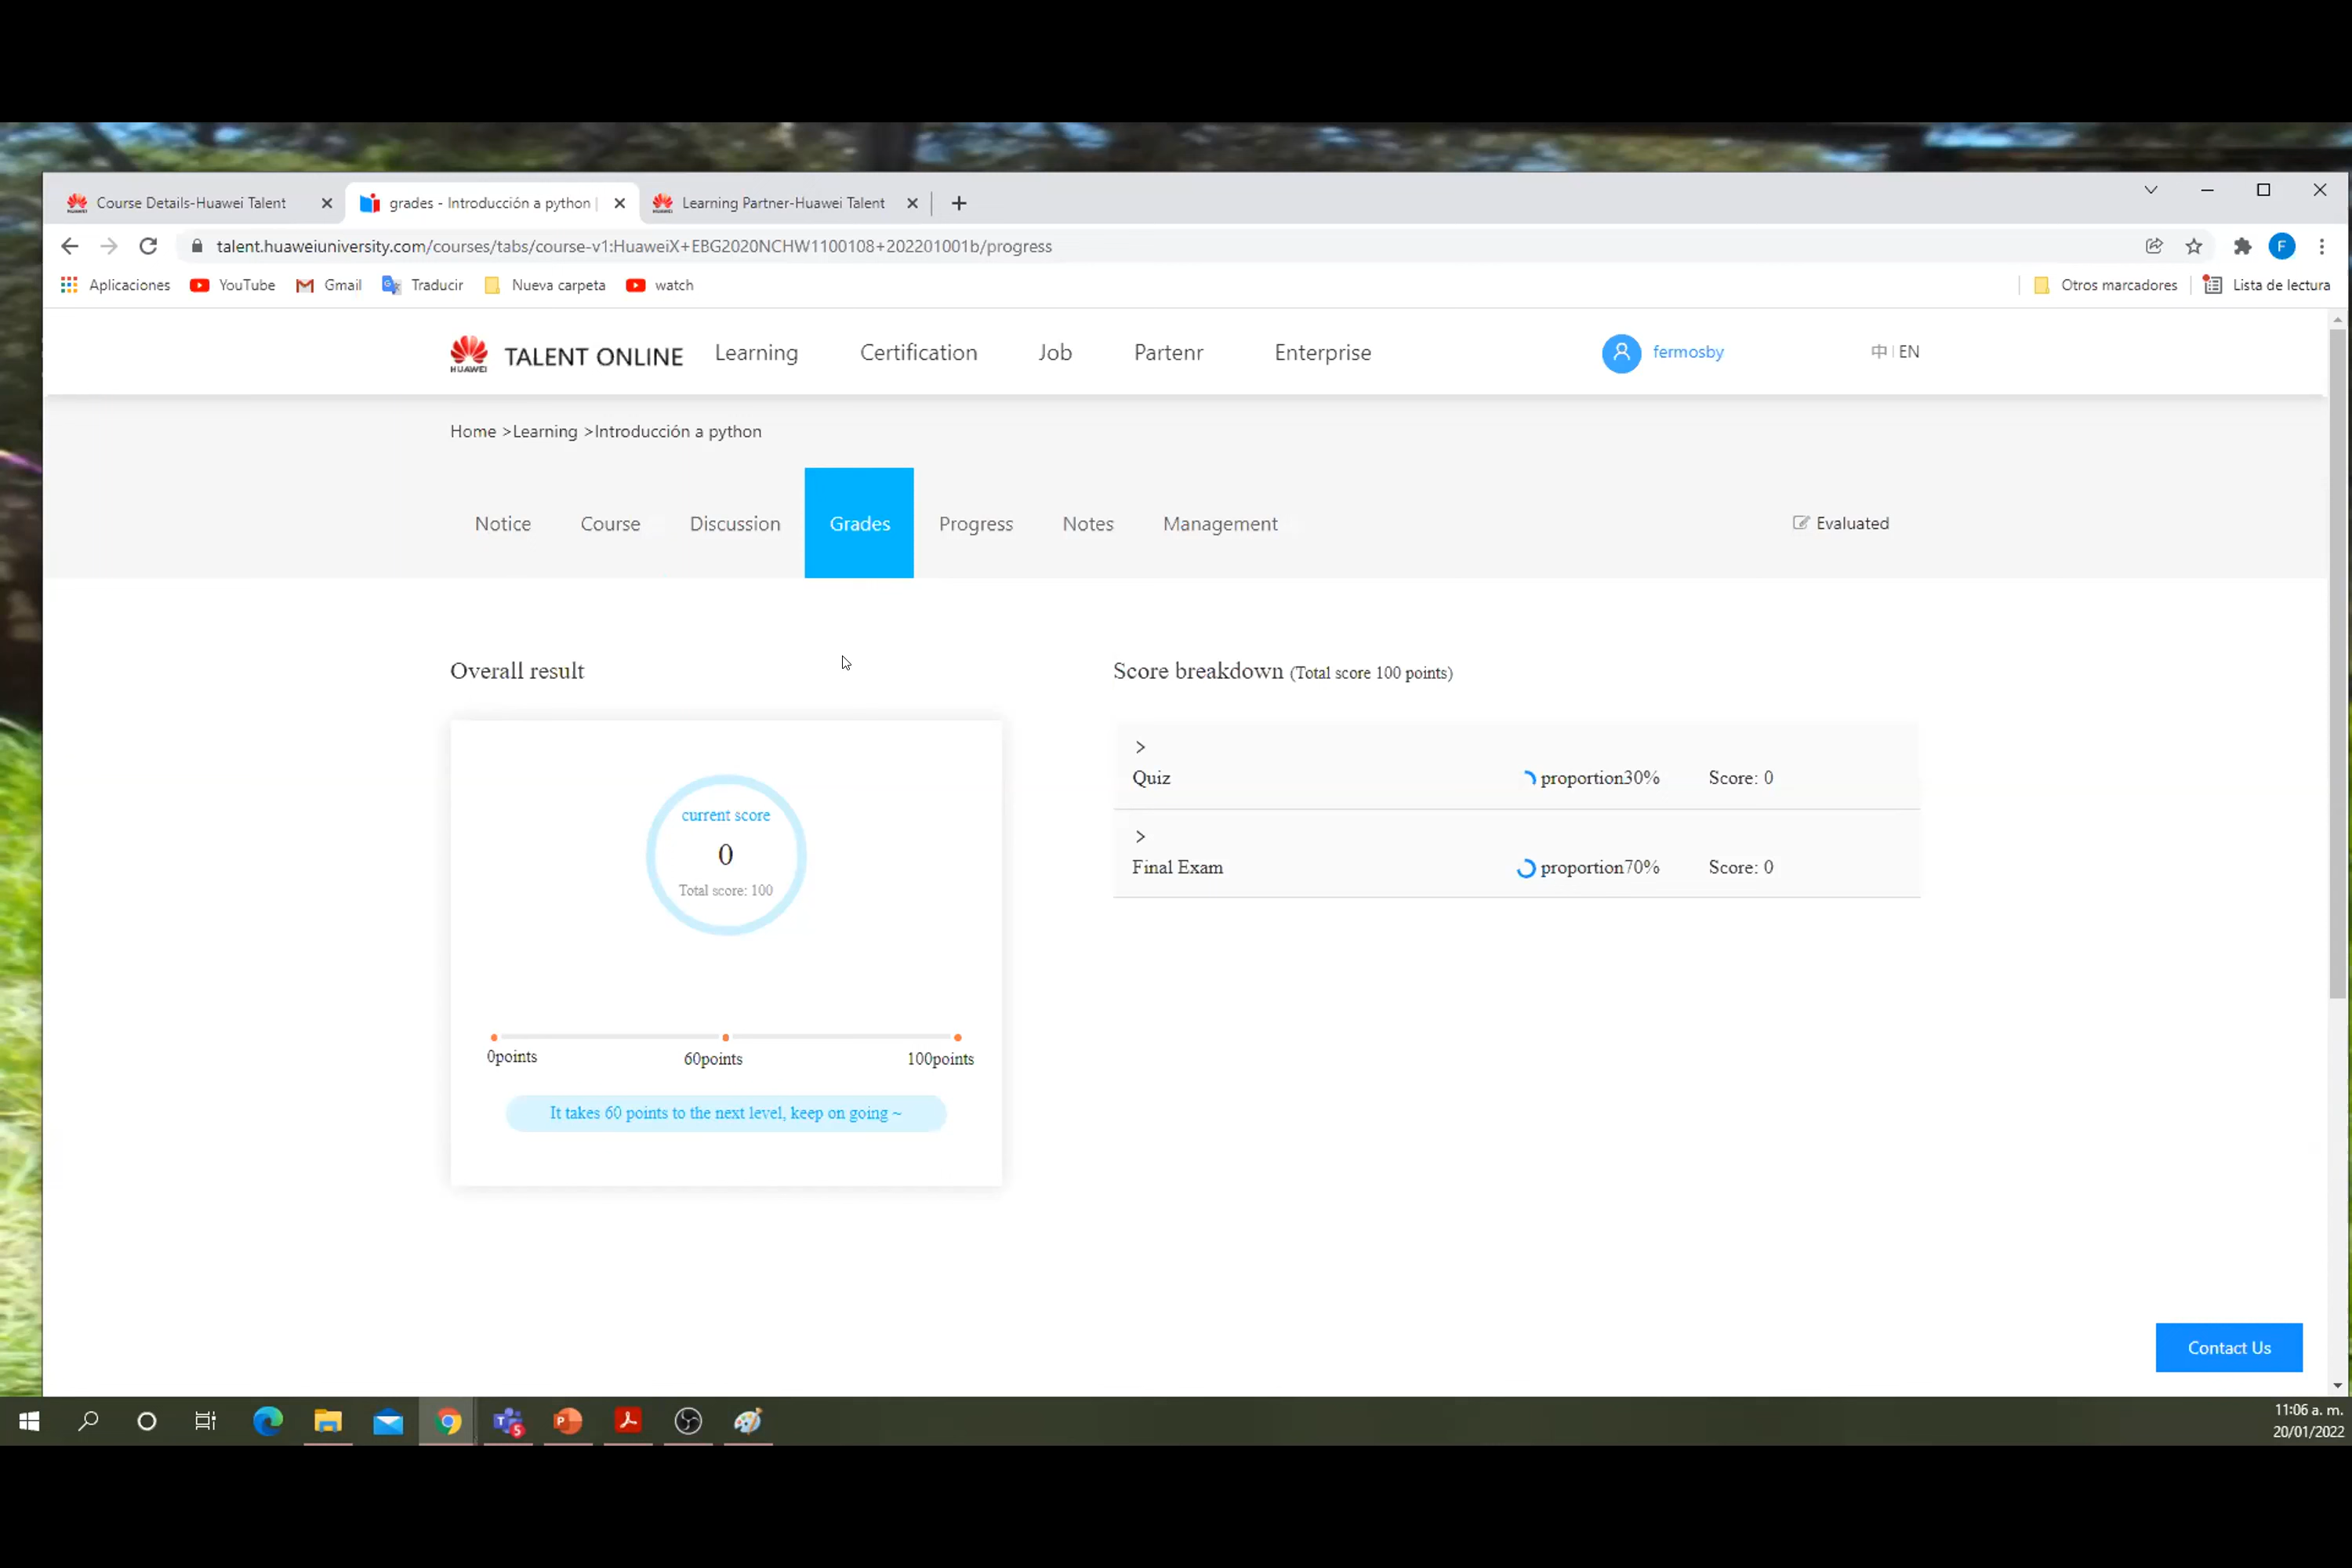 Course Details-Huawei Talent
grades - Introducción a python |
Learning Partner-Huawei Talent
talent.huaweiuniversity.com/courses/tabs/course-v1:HuaweiX+EBG2020NCHW1100108+202201001b/progress
F
Aplicaciones YouTube Gmail Traducir Nueva carpeta watch Otros marcadores Lista de lectura
HUAWEI TALENT ONLINE Learning Certification Job Partenr Enterprise fermosby 中 | EN
Home >Learning >Introducción a python
Notice Course Discussion Grades Progress Notes Management Evaluated
Overall result
current score
0
Total score: 100
0points 60points 100points
It takes 60 points to the next level, keep on going ~
Score breakdown (Total score 100 points)
>
Quiz proportion30% Score: 0
>
Final Exam proportion70% Score: 0
Contact Us
11:06 a. m.
20/01/2022